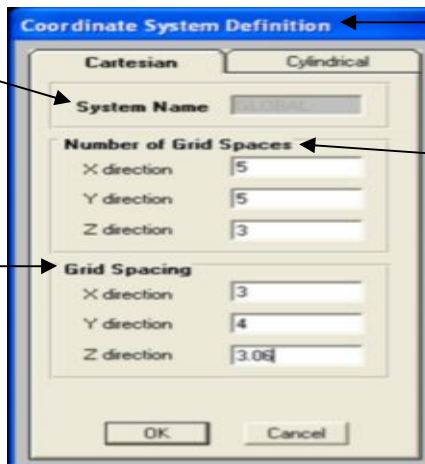 Coordinate System Definition
Cartesian Cylindrical
System Name GLOBAL
Number of Grid Spaces
X direction 5
Y direction 5
Z direction 3
Grid Spacing
X direction 3
Y direction 4
Z direction 3.06
OK Cancel